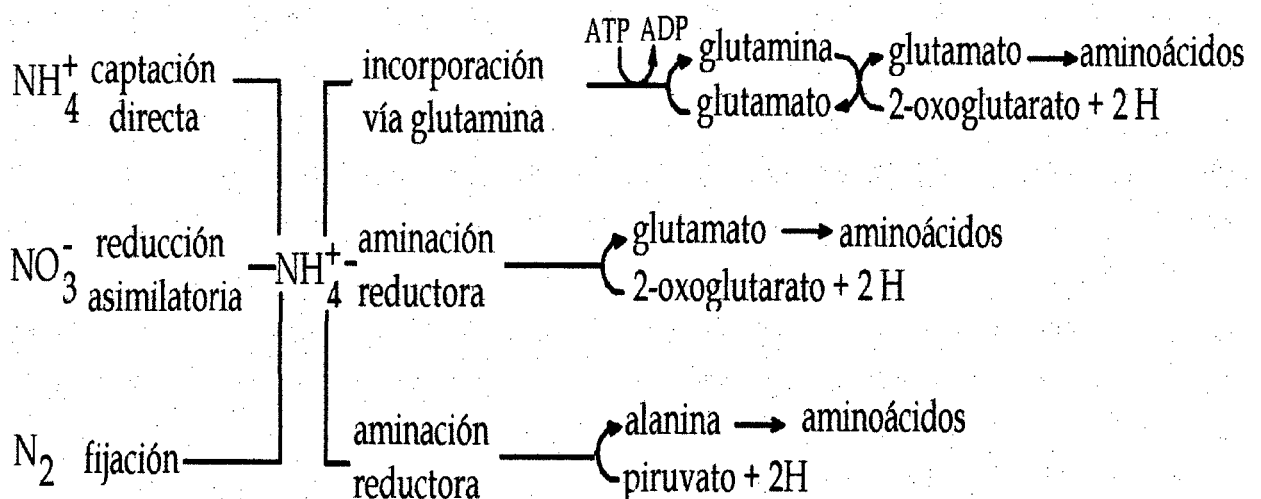 ATP ADP
NH4+ captación directa
incorporación vía glutamina
glutamina
glutamato
glutamato
aminoácidos
2-oxoglutarato + 2 H
NO3- reducción asimilatoria
NH4+
aminación reductora
glutamato
aminoácidos
2-oxoglutarato + 2 H
N2 fijación
aminación reductora
alanina
aminoácidos
piruvato + 2H